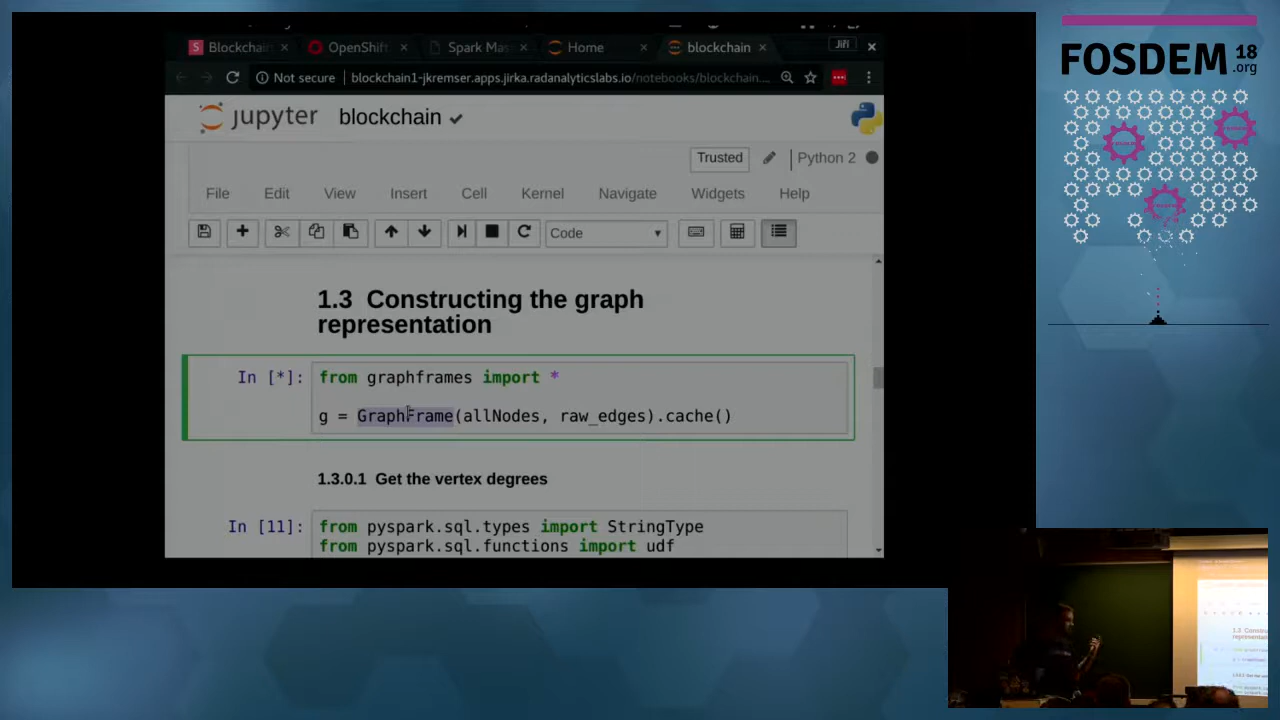 Blockchain
OpenShift
Spark Mas
Home
blockchain
Jiří
Not secure
blockchain1-jkremser.apps.jirka.radanalyticslabs.io/notebooks/blockchain....
jupyter blockchain
Trusted
Python 2
File Edit View Insert Cell Kernel Navigate Widgets Help
Code
1.3 Constructing the graph
representation
In [*]: from graphframes import *
g = GraphFrame(allNodes, raw_edges).cache()
1.3.0.1 Get the vertex degrees
In [11]: from pyspark.sql.types import StringType
from pyspark.sql.functions import udf
FOSDEM 18
.org